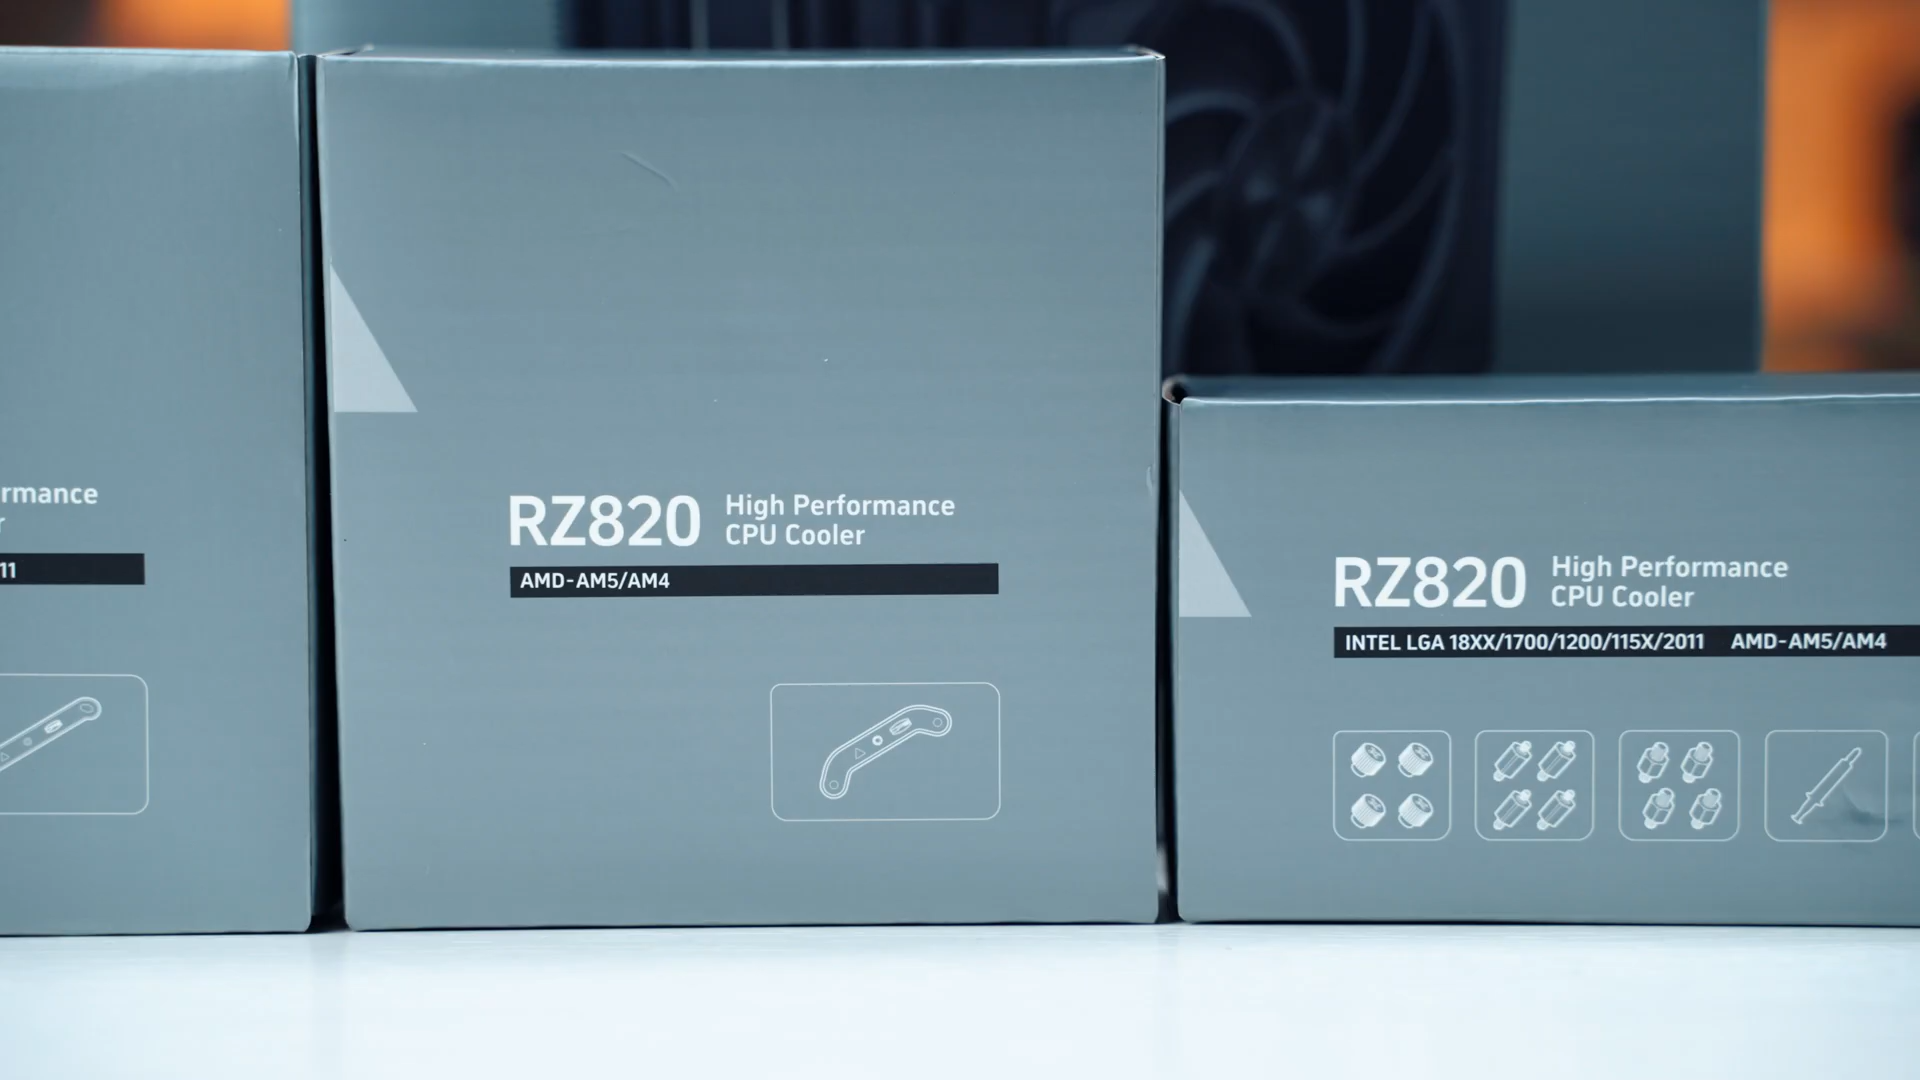 rmance
r
11
RZ820
High Performance
CPU Cooler
AMD-AM5/AM4
RZ820
High Performance
CPU Cooler
INTEL LGA 18XX/1700/1200/115X/2011 AMD-AM5/AM4